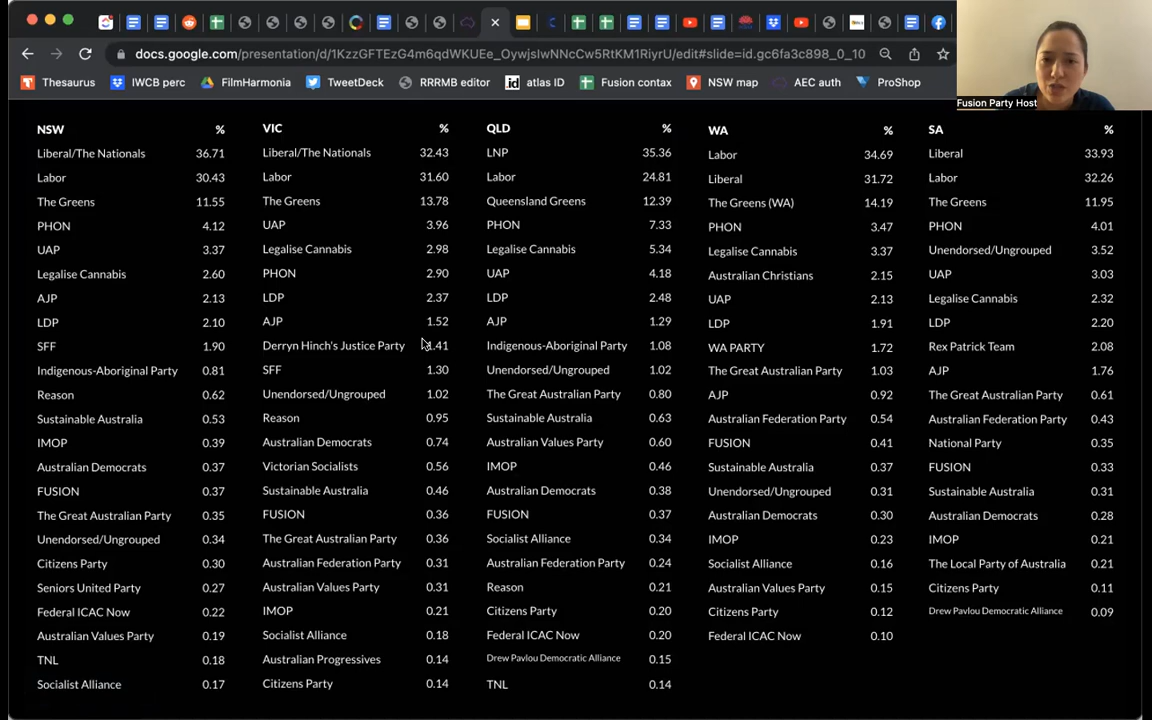 docs.google.com/presentation/d/1KzzGFTEzG4m6qdWKUEe_OywjsIwNNcCw5RtKM1RiyrU/edit#slide=id.gc6fa3c898_0_10
Thesaurus IWCB perc FilmHarmonia TweetDeck RRRMB editor .id atlas ID Fusion contax NSW map AEC auth ProShop
Fusion Party Host
NSW %
Liberal/The Nationals 36.71
Labor 30.43
The Greens 11.55
PHON 4.12
UAP 3.37
Legalise Cannabis 2.60
AJP 2.13
LDP 2.10
SFF 1.90
Indigenous-Aboriginal Party 0.81
Reason 0.62
Sustainable Australia 0.53
IMOP 0.39
Australian Democrats 0.37
FUSION 0.37
The Great Australian Party 0.35
Unendorsed/Ungrouped 0.34
Citizens Party 0.30
Seniors United Party 0.27
Federal ICAC Now 0.22
Australian Values Party 0.19
TNL 0.18
Socialist Alliance 0.17
VIC %
Liberal/The Nationals 32.43
Labor 31.60
The Greens 13.78
UAP 3.96
Legalise Cannabis 2.98
PHON 2.90
LDP 2.37
AJP 1.52
Derryn Hinch's Justice Party 1.41
SFF 1.30
Unendorsed/Ungrouped 1.02
Reason 0.95
Australian Democrats 0.74
Victorian Socialists 0.56
Sustainable Australia 0.46
FUSION 0.36
The Great Australian Party 0.36
Australian Federation Party 0.31
Australian Values Party 0.31
IMOP 0.21
Socialist Alliance 0.18
Australian Progressives 0.14
Citizens Party 0.14
QLD %
LNP 35.36
Labor 24.81
Queensland Greens 12.39
PHON 7.33
Legalise Cannabis 5.34
UAP 4.18
LDP 2.48
AJP 1.29
Indigenous-Aboriginal Party 1.08
Unendorsed/Ungrouped 1.02
The Great Australian Party 0.80
Sustainable Australia 0.63
Australian Values Party 0.60
IMOP 0.46
Australian Democrats 0.38
FUSION 0.37
Socialist Alliance 0.34
Australian Federation Party 0.24
Reason 0.21
Citizens Party 0.20
Federal ICAC Now 0.20
Drew Pavlou Democratic Alliance 0.15
TNL 0.14
WA %
Labor 34.69
Liberal 31.72
The Greens (WA) 14.19
PHON 3.47
Legalise Cannabis 3.37
Australian Christians 2.15
UAP 2.13
LDP 1.91
WA PARTY 1.72
The Great Australian Party 1.03
AJP 0.92
Australian Federation Party 0.54
FUSION 0.41
Sustainable Australia 0.37
Unendorsed/Ungrouped 0.31
Australian Democrats 0.30
IMOP 0.23
Socialist Alliance 0.16
Australian Values Party 0.15
Citizens Party 0.12
Federal ICAC Now 0.10
SA %
Liberal 33.93
Labor 32.26
The Greens 11.95
PHON 4.01
Unendorsed/Ungrouped 3.52
UAP 3.03
Legalise Cannabis 2.32
LDP 2.20
Rex Patrick Team 2.08
AJP 1.76
The Great Australian Party 0.61
Australian Federation Party 0.43
National Party 0.35
FUSION 0.33
Sustainable Australia 0.31
Australian Democrats 0.28
IMOP 0.21
The Local Party of Australia 0.21
Citizens Party 0.11
Drew Pavlou Democratic Alliance 0.09